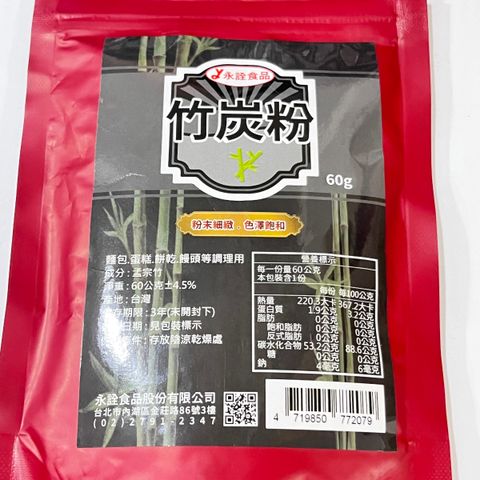 永詮食品
竹炭粉
60g
粉末細緻．色澤飽和
麵包.蛋糕.餅乾.饅頭等調理用
成分：孟宗竹
淨重：60公克±4.5%
產地：台灣
保存期限：3年(未開封下)
日期：見包裝標示
存放陰涼乾燥處
永詮食品股份有限公司
台北市內湖區金莊路86號3樓
(02)2791-2347
營養標示
每一份量60公克
本包裝含1份
每份 每100公克
熱量 220.3大卡 367.2大卡
蛋白質 1.9公克 3.2公克
脂肪 0公克 0公克
飽和脂肪 0公克 0公克
反式脂肪 0公克 0公克
碳水化合物 53.2公克 88.6公克
糖 0公克 0公克
鈉 4毫克 6毫克
4 719850 772079